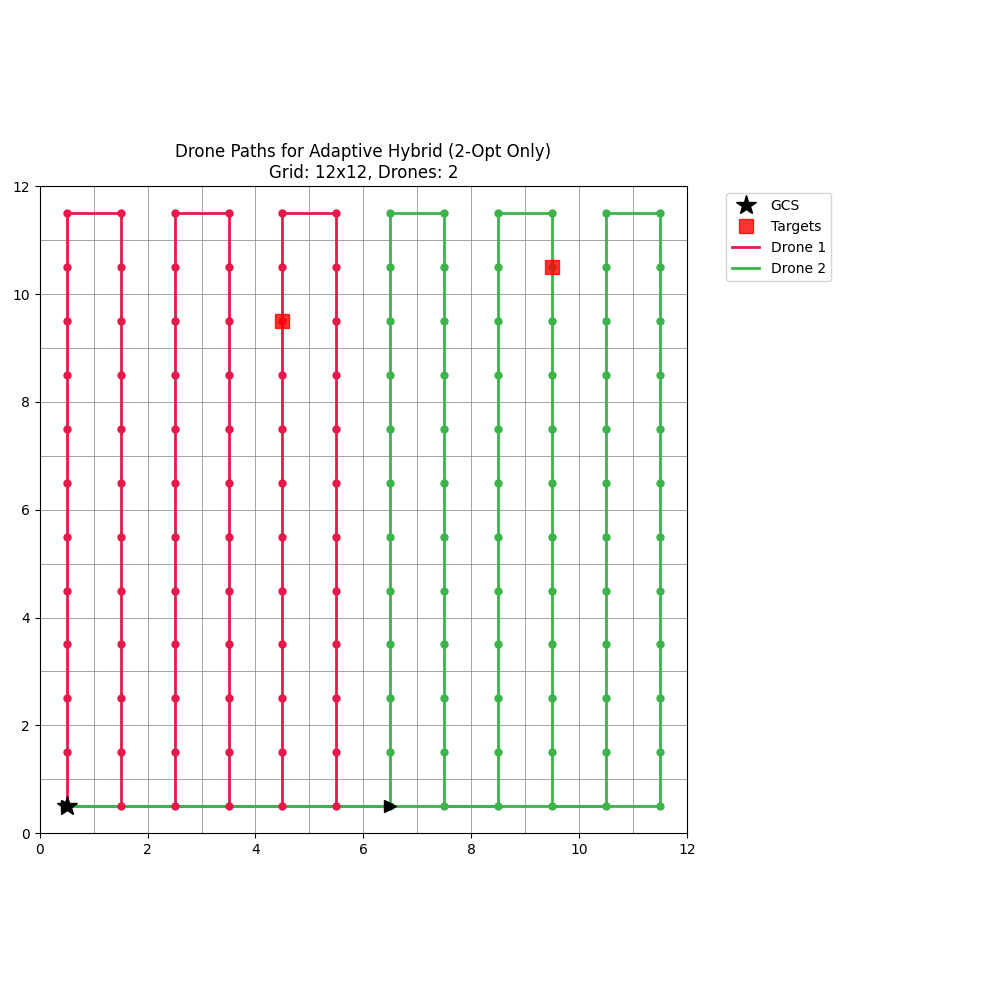 Drone Paths for Adaptive Hybrid (2-Opt Only)
Grid: 12x12, Drones: 2
GCS
Targets
Drone 1
Drone 2
12
10
8
6
4
2
0
0 2 4 6 8 10 12